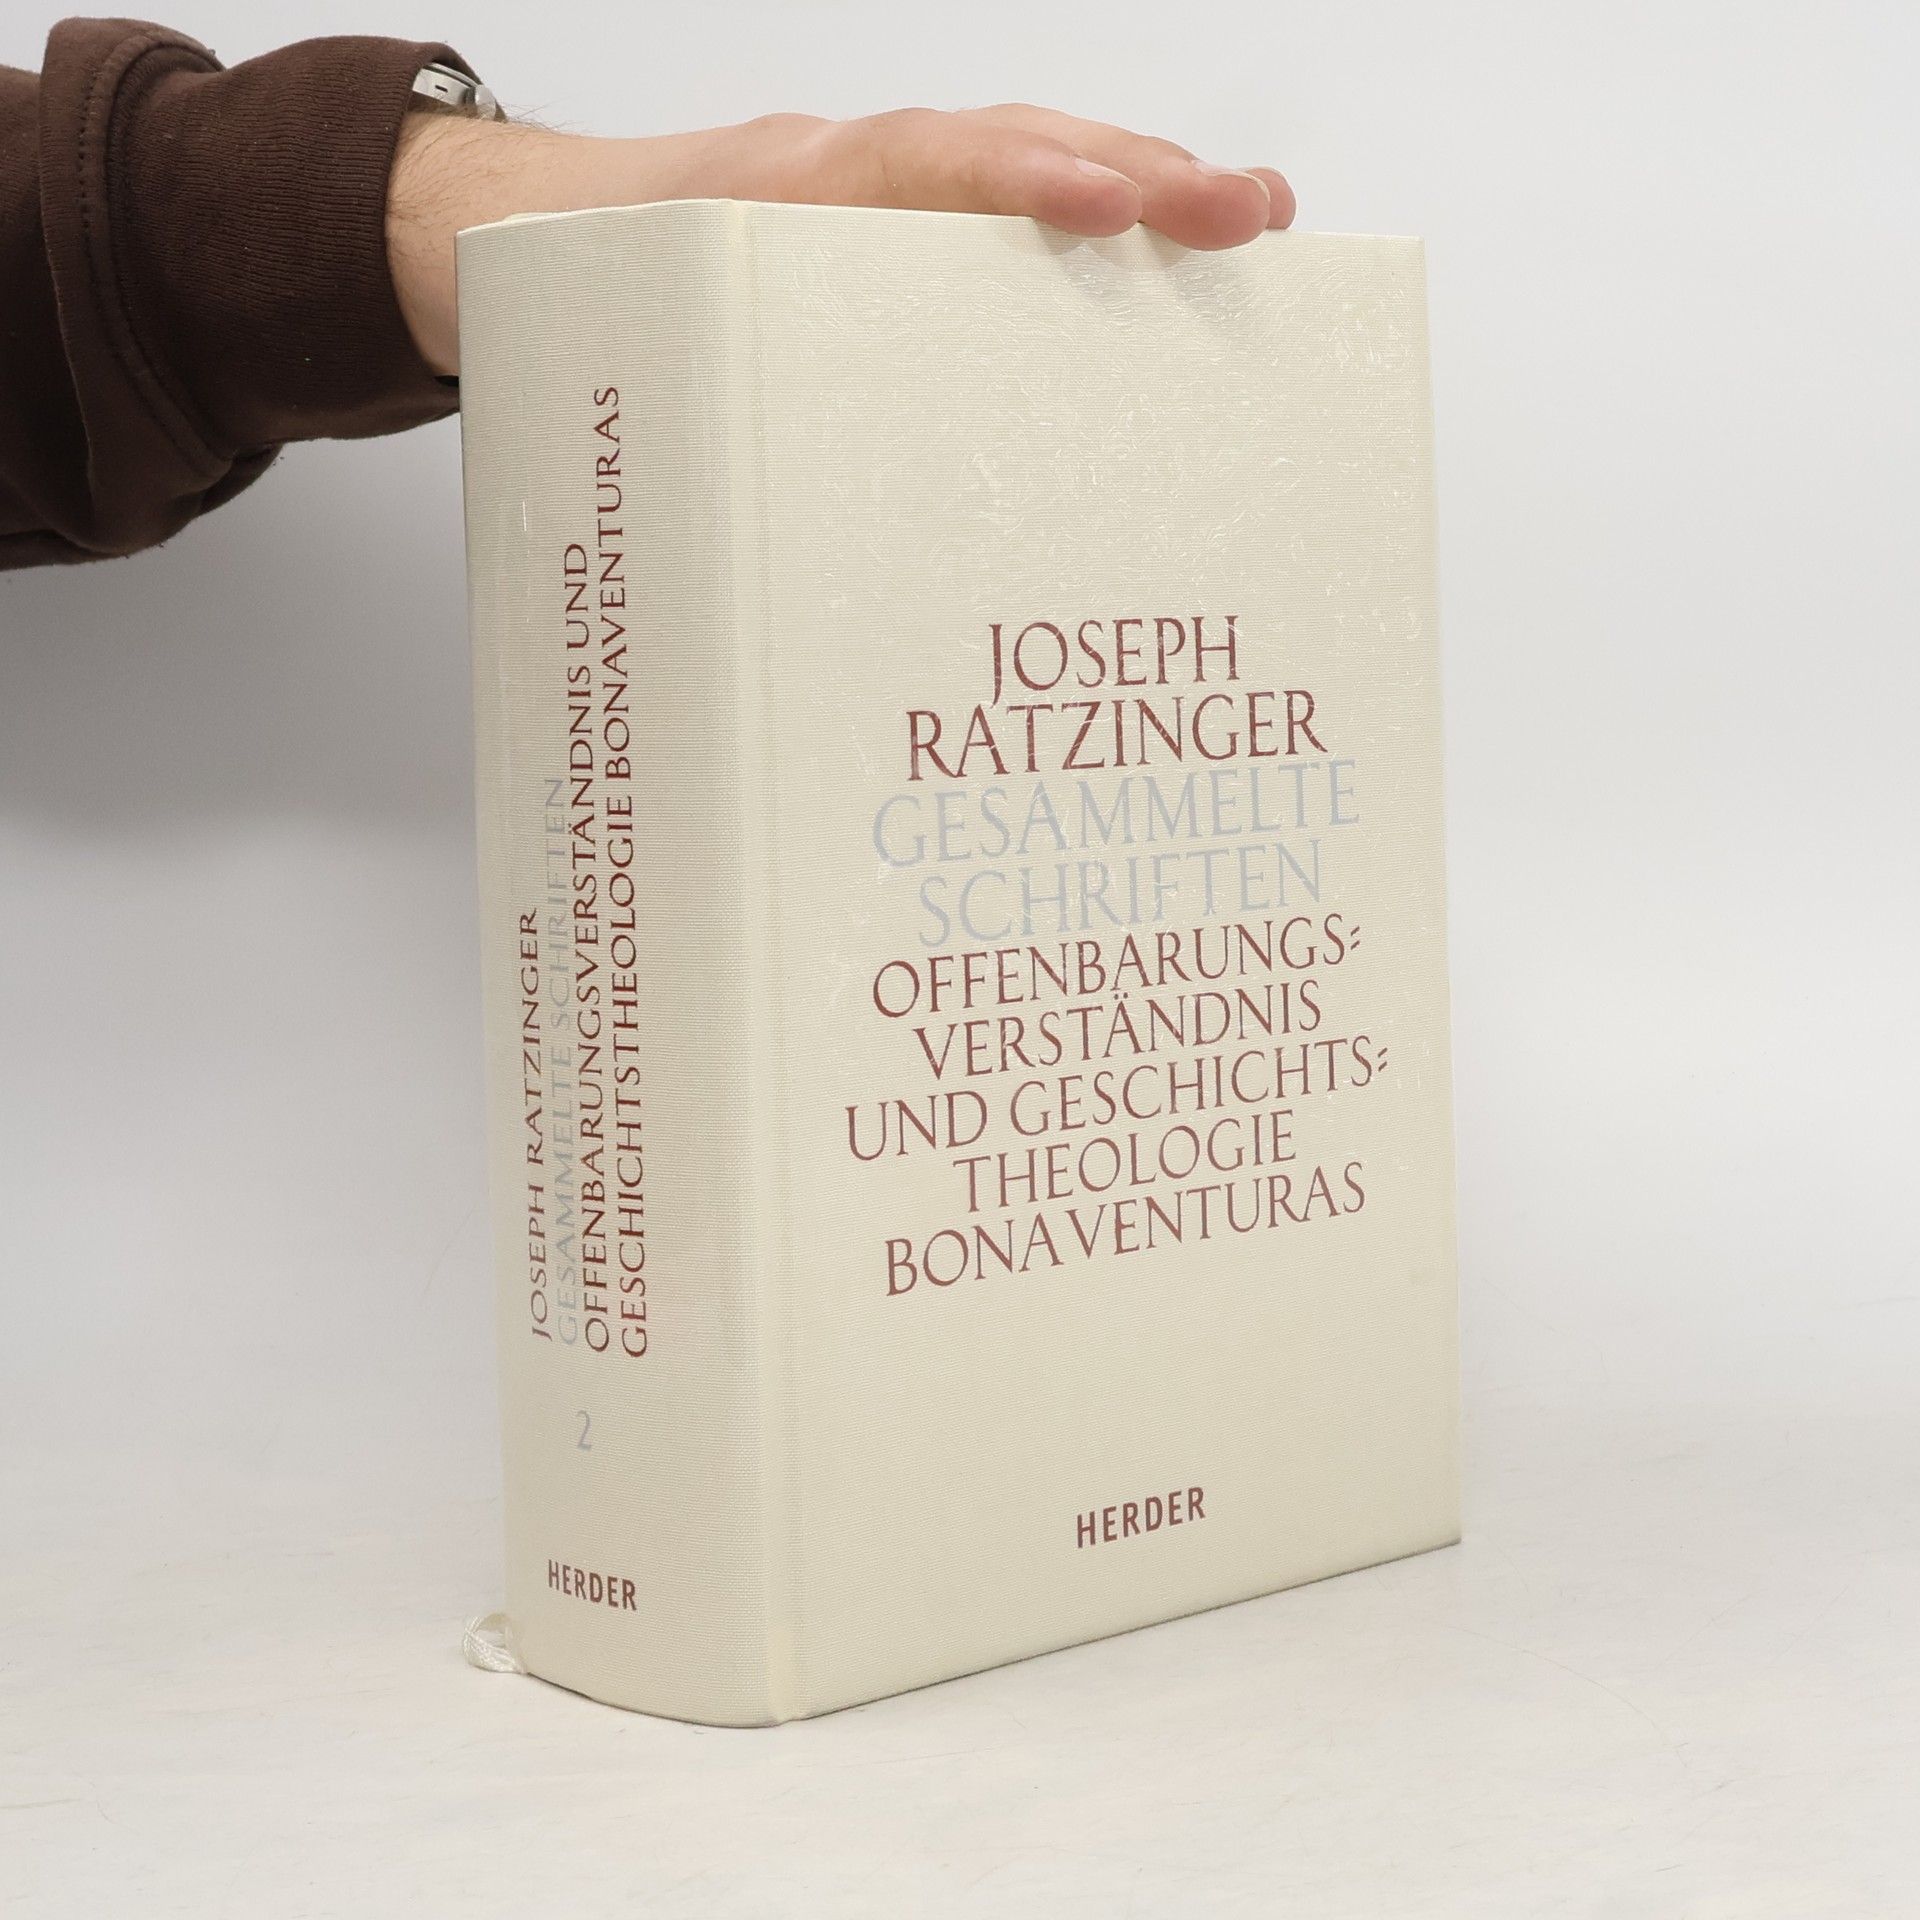 JOSEPH RATZINGER
GESAMMELTE SCHRIFTEN
OFFENBARUNGSVERSTÄNDNIS UND
GESCHICHTSTHEOLOGIE BONAVENTURAS
2
HERDER
JOSEPH
RATZINGER
GESAMMELTE
SCHRIFTEN
OFFENBARUNGS-
VERSTÄNDNIS
UND GESCHICHTS-
THEOLOGIE
BONAVENTURAS
HERDER